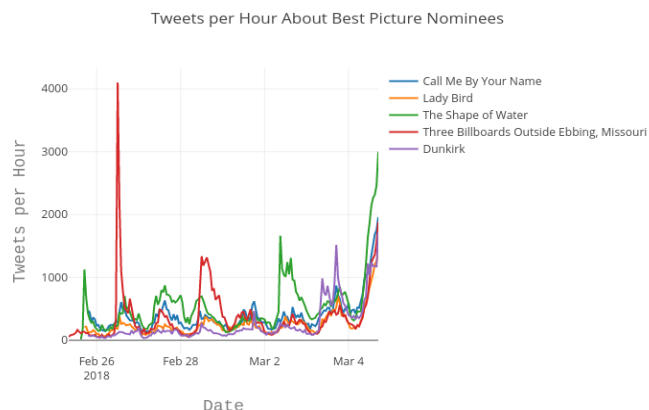 Tweets per Hour About Best Picture Nominees
Tweets per Hour
4000
3000
2000
1000
0
Feb 26
2018
Feb 28
Mar 2
Mar 4
Date
Call Me By Your Name
Lady Bird
The Shape of Water
Three Billboards Outside Ebbing, Missouri
Dunkirk